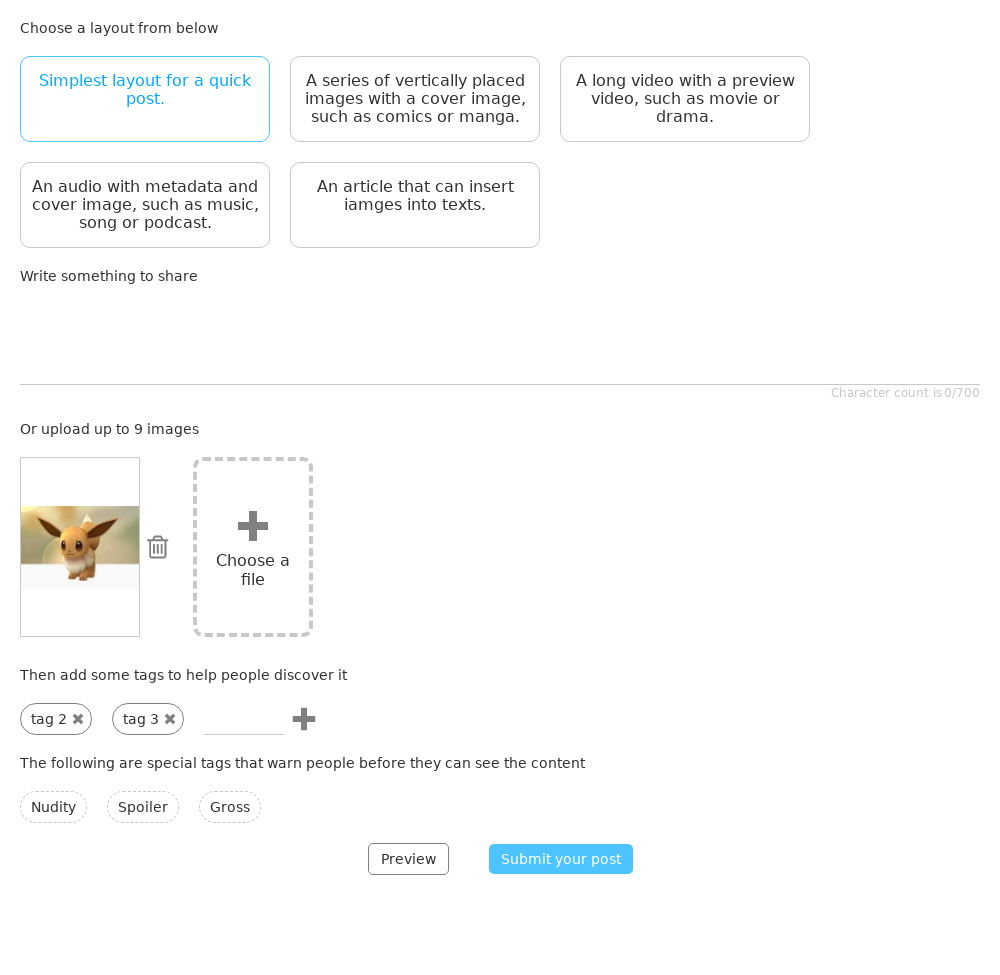 Choose a layout from below
Simplest layout for a quick
post.
A series of vertically placed
images with a cover image,
such as comics or manga.
A long video with a preview
video, such as movie or
drama.
An audio with metadata and
cover image, such as music,
song or podcast.
An article that can insert
iamges into texts.
Write something to share
Character count is 0/700
Or upload up to 9 images
Choose a
file
Then add some tags to help people discover it
tag 2 ✖ tag 3 ✖
The following are special tags that warn people before they can see the content
Nudity Spoiler Gross
Preview Submit your post